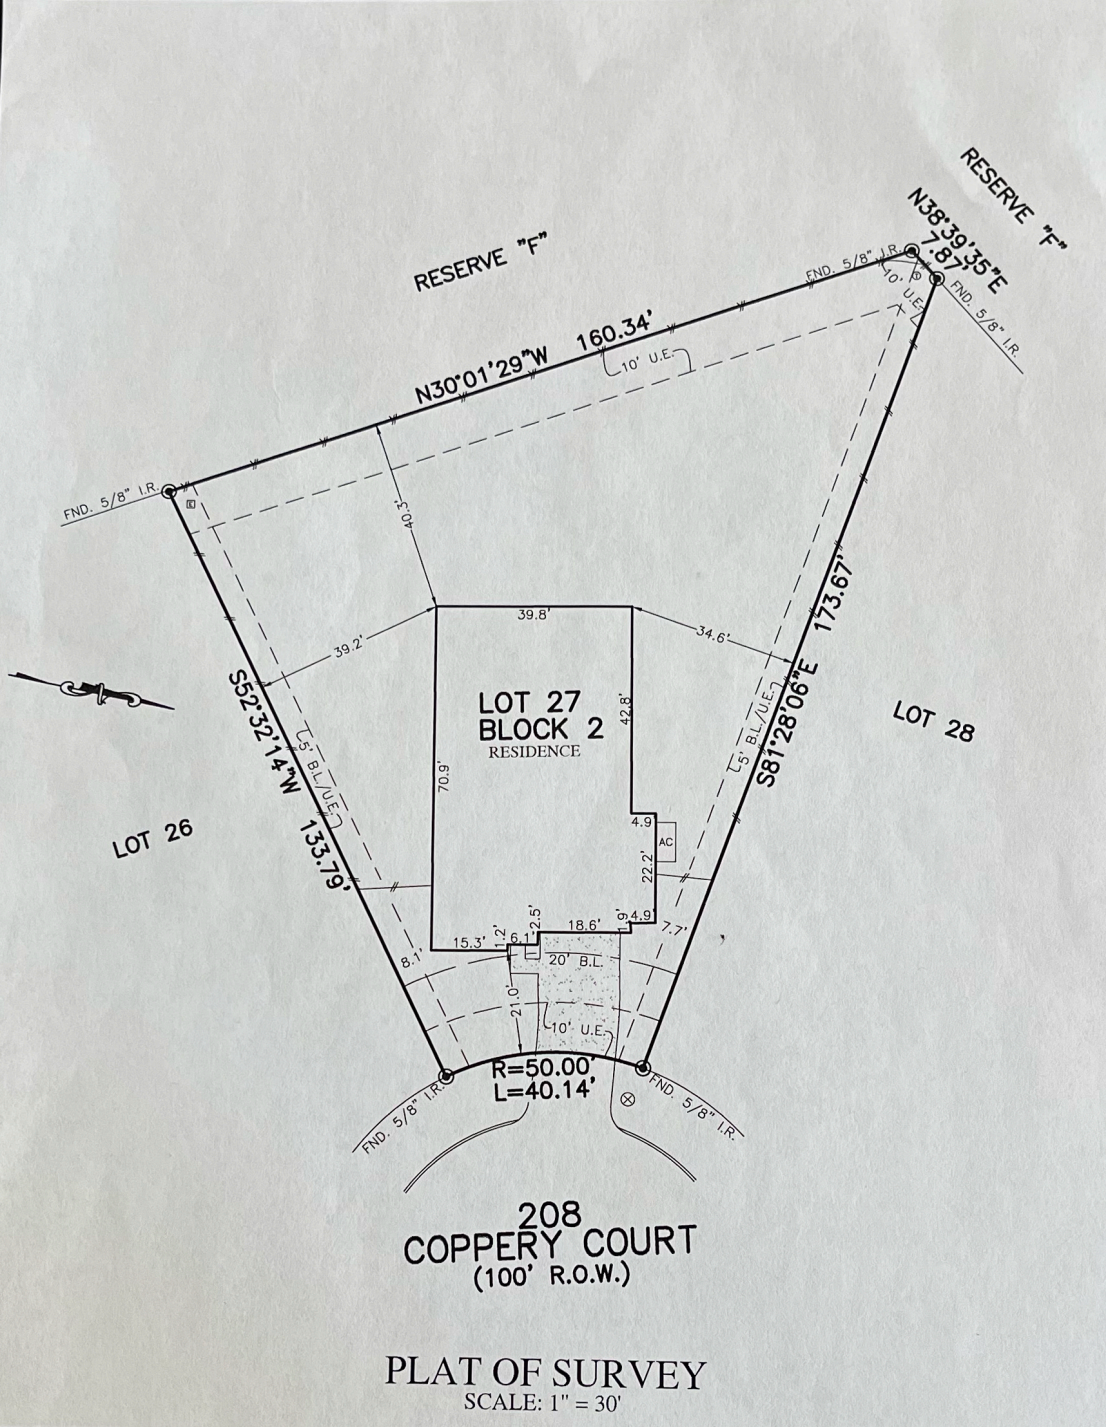 RESERVE "F"
RESERVE "F"
N38°39'35"E
7.87'
FND. 5/8" I.R.
10' U.E.
FND. 5/8" I.R.
N30°01'29"W 160.34'
10' U.E.
FND. 5/8" I.R.
E
40.3'
39.2'
39.8'
34.6'
173.67'
S81°28'06"E
5' B.L./U.E.
LOT 28
S52°32'14"W 133.79'
5' B.L./U.E.
LOT 26
LOT 27
BLOCK 2
RESIDENCE
42.8'
70.9'
4.9
AC
22.2'
4.9'
1.9'
18.6'
2.5'
6.1'
1.2'
15.3'
7.7'
8.1'
20' B.L.
21.0'
10' U.E.
R=50.00'
L=40.14'
FND. 5/8" I.R.
FND. 5/8" I.R.
208
COPPERY COURT
(100' R.O.W.)
PLAT OF SURVEY
SCALE: 1" = 30'